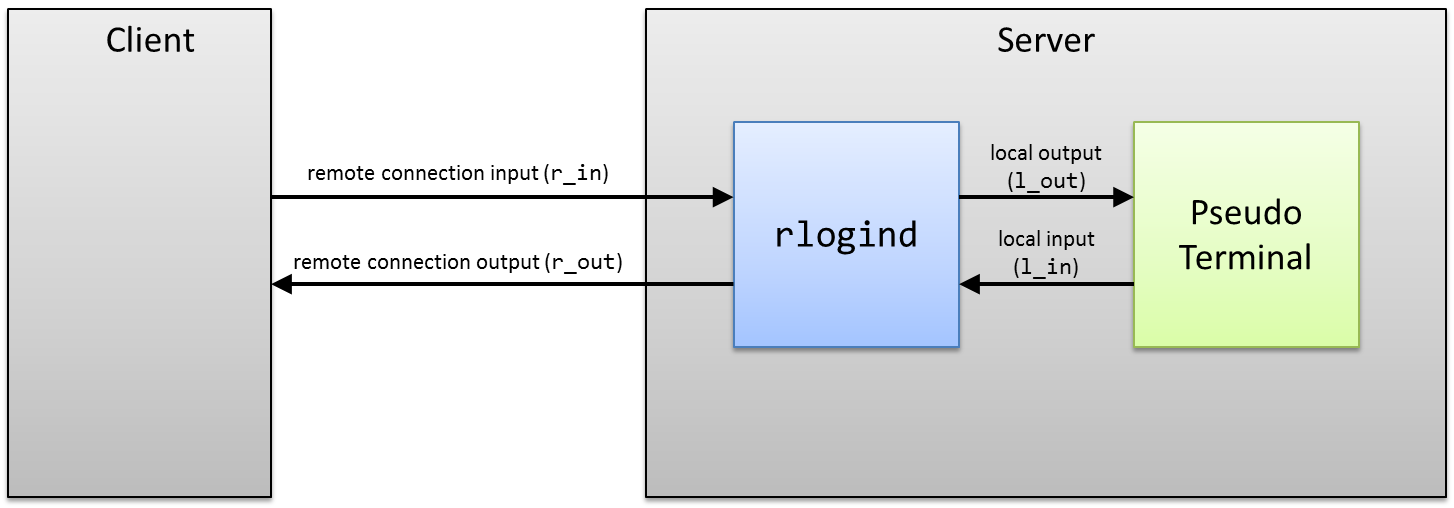 Client
Server
remote connection input (r_in)
remote connection output (r_out)
rlogind
local output
(l_out)
local input
(l_in)
Pseudo
Terminal